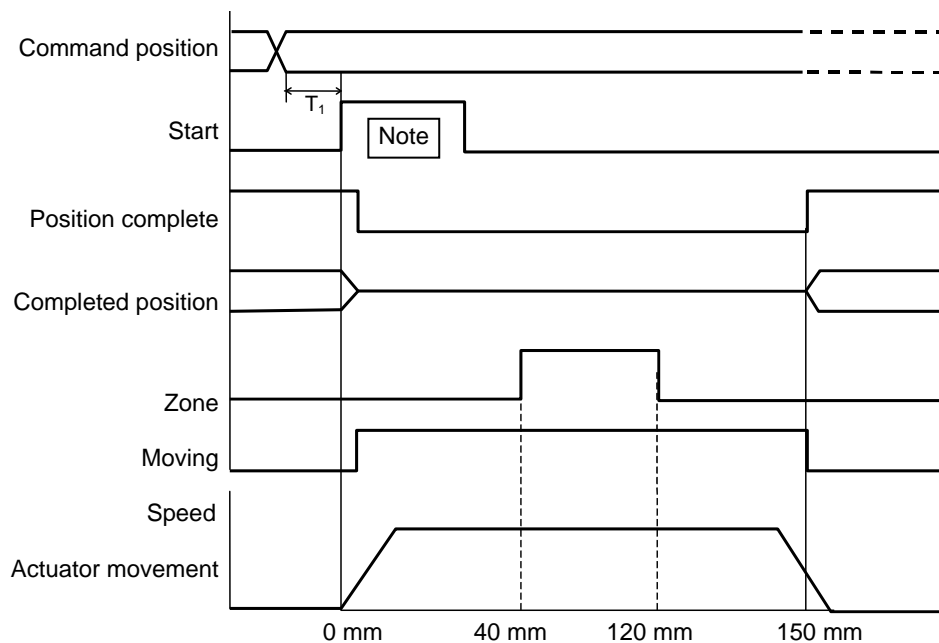 Command position
T₁
Start
Note
Position complete
Completed position
Zone
Moving
Speed
Actuator movement
0 mm 40 mm 120 mm 150 mm